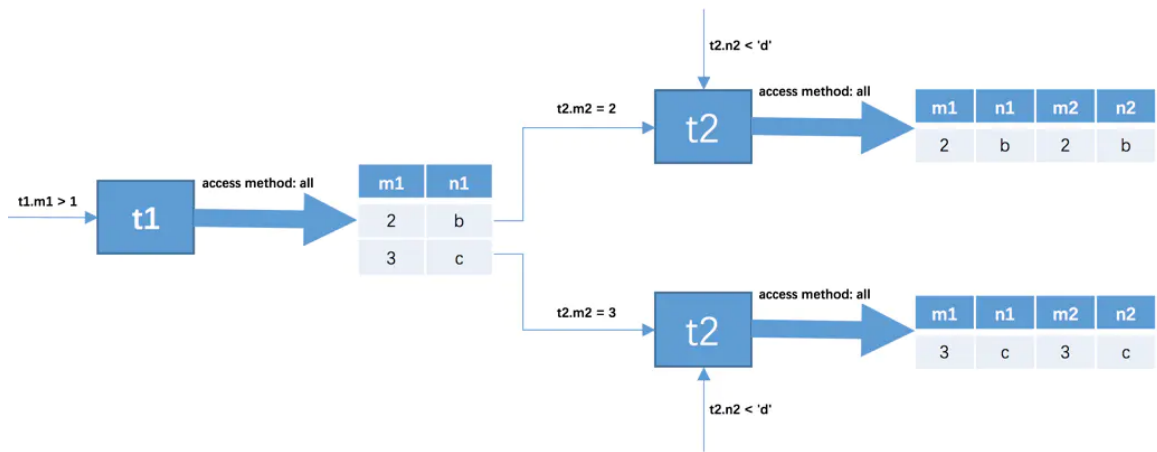 t1.m1 > 1
t1
access method: all
m1 n1
2 b
3 c
t2.m2 = 2
t2.n2 < 'd'
t2
access method: all
m1 n1 m2 n2
2 b 2 b
t2.m2 = 3
t2
access method: all
m1 n1 m2 n2
3 c 3 c
t2.n2 < 'd'